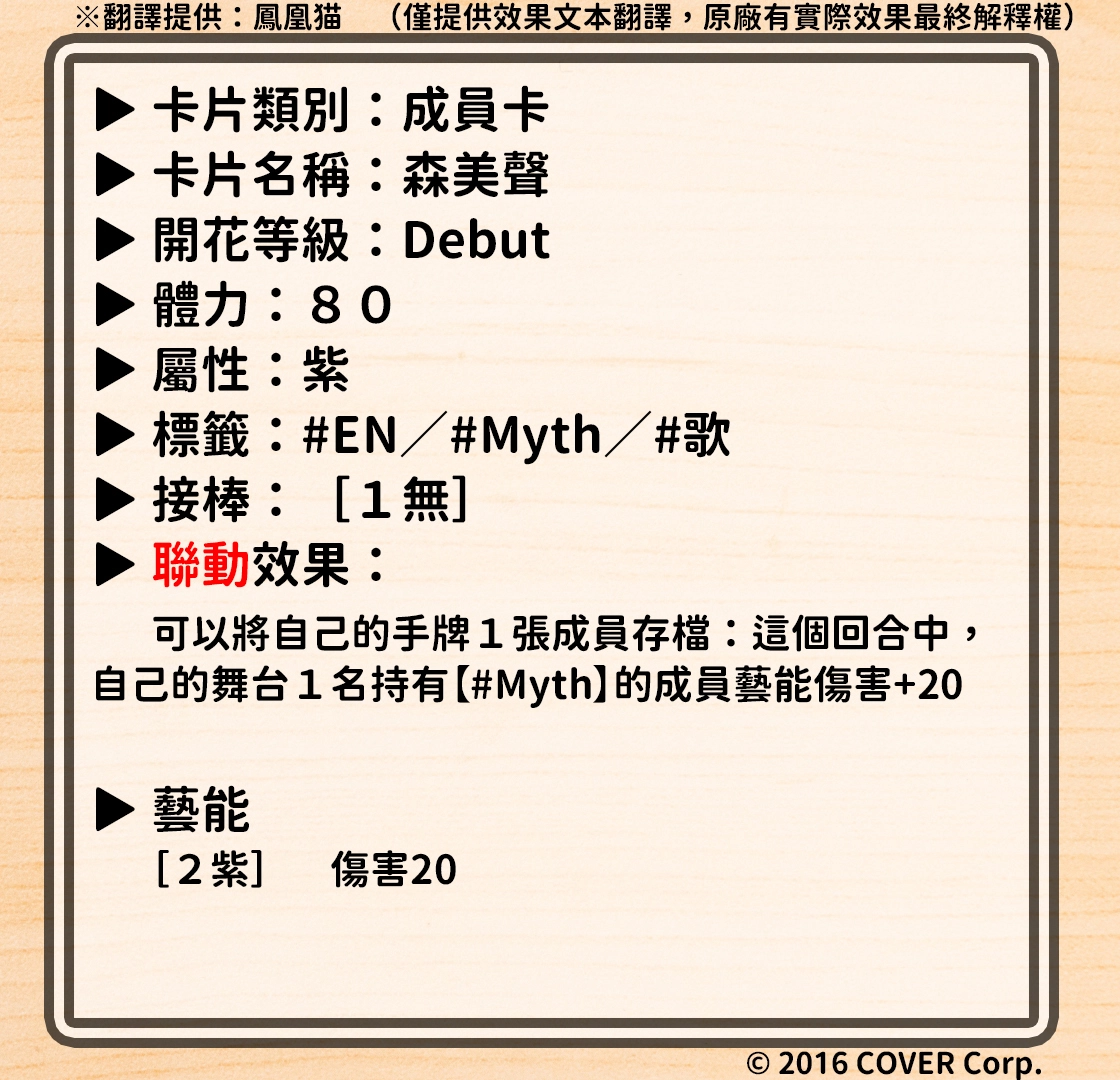 ※翻譯提供：鳳凰猫　（僅提供效果文本翻譯，原廠有實際效果最終解釋權）
▶ 卡片類別：成員卡
▶ 卡片名稱：森美聲
▶ 開花等級：Debut
▶ 體力：８０
▶ 屬性：紫
▶ 標籤：#EN／#Myth／#歌
▶ 接棒：［１無］
▶ 聯動效果：
可以將自己的手牌１張成員存檔：這個回合中，
自己的舞台１名持有【#Myth】的成員藝能傷害+20
▶ 藝能
［２紫］　傷害20
© 2016 COVER Corp.